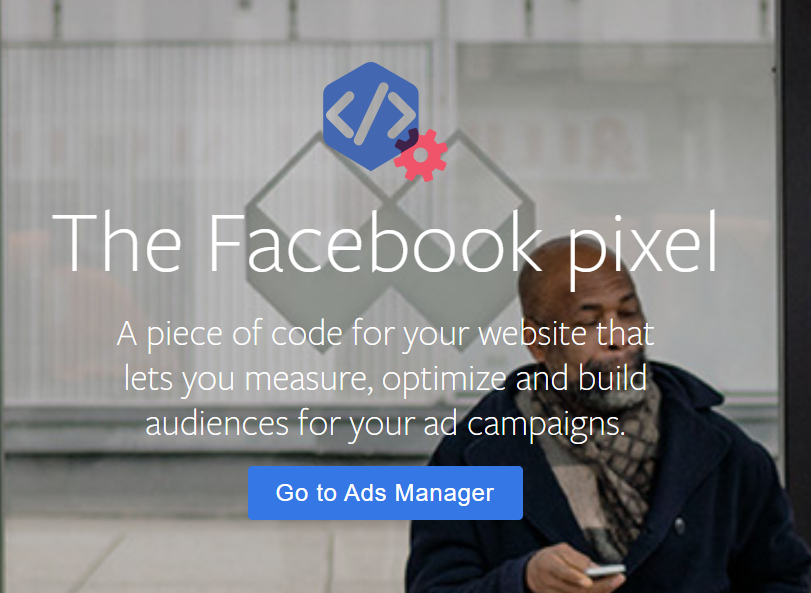 The Facebook pixel
A piece of code for your website that
lets you measure, optimize and build
audiences for your ad campaigns.
Go to Ads Manager